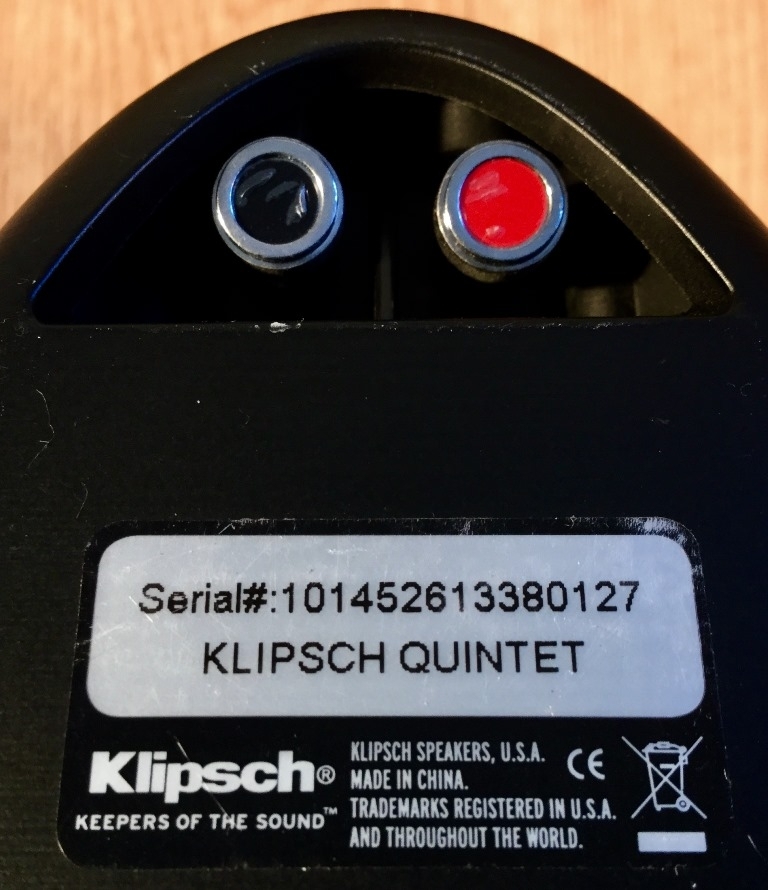 Serial#:101452613380127
KLIPSCH QUINTET
Klipsch®
KEEPERS OF THE SOUND™
KLIPSCH SPEAKERS, U.S.A.
MADE IN CHINA.
TRADEMARKS REGISTERED IN U.S.A.
AND THROUGHOUT THE WORLD.
CE